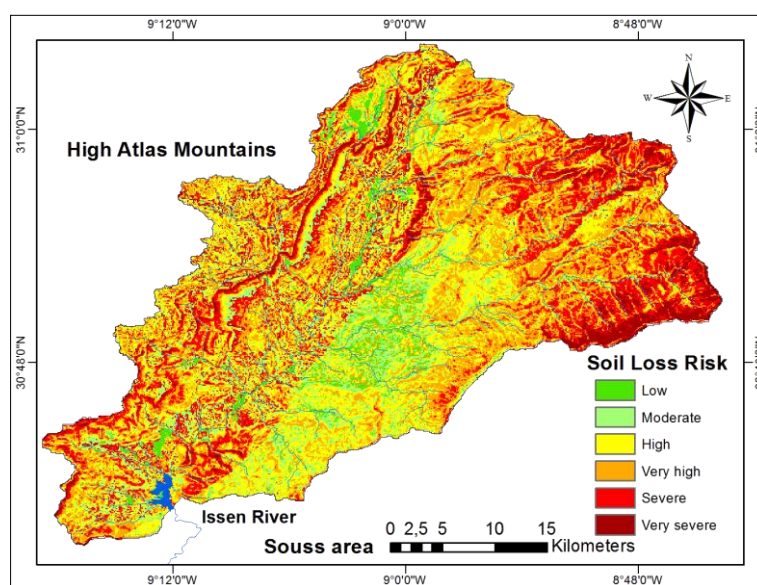 9°12'0"W 9°0'0"W 8°48'0"W
N
W E
S
31°0'0"N
High Atlas Mountains
30°48'0"N
Soil Loss Risk
Low
Moderate
High
Very high
Severe
Very severe
Issen River
0 2,5 5 10 15
Souss area Kilometers
9°12'0"W 9°0'0"W 8°48'0"W